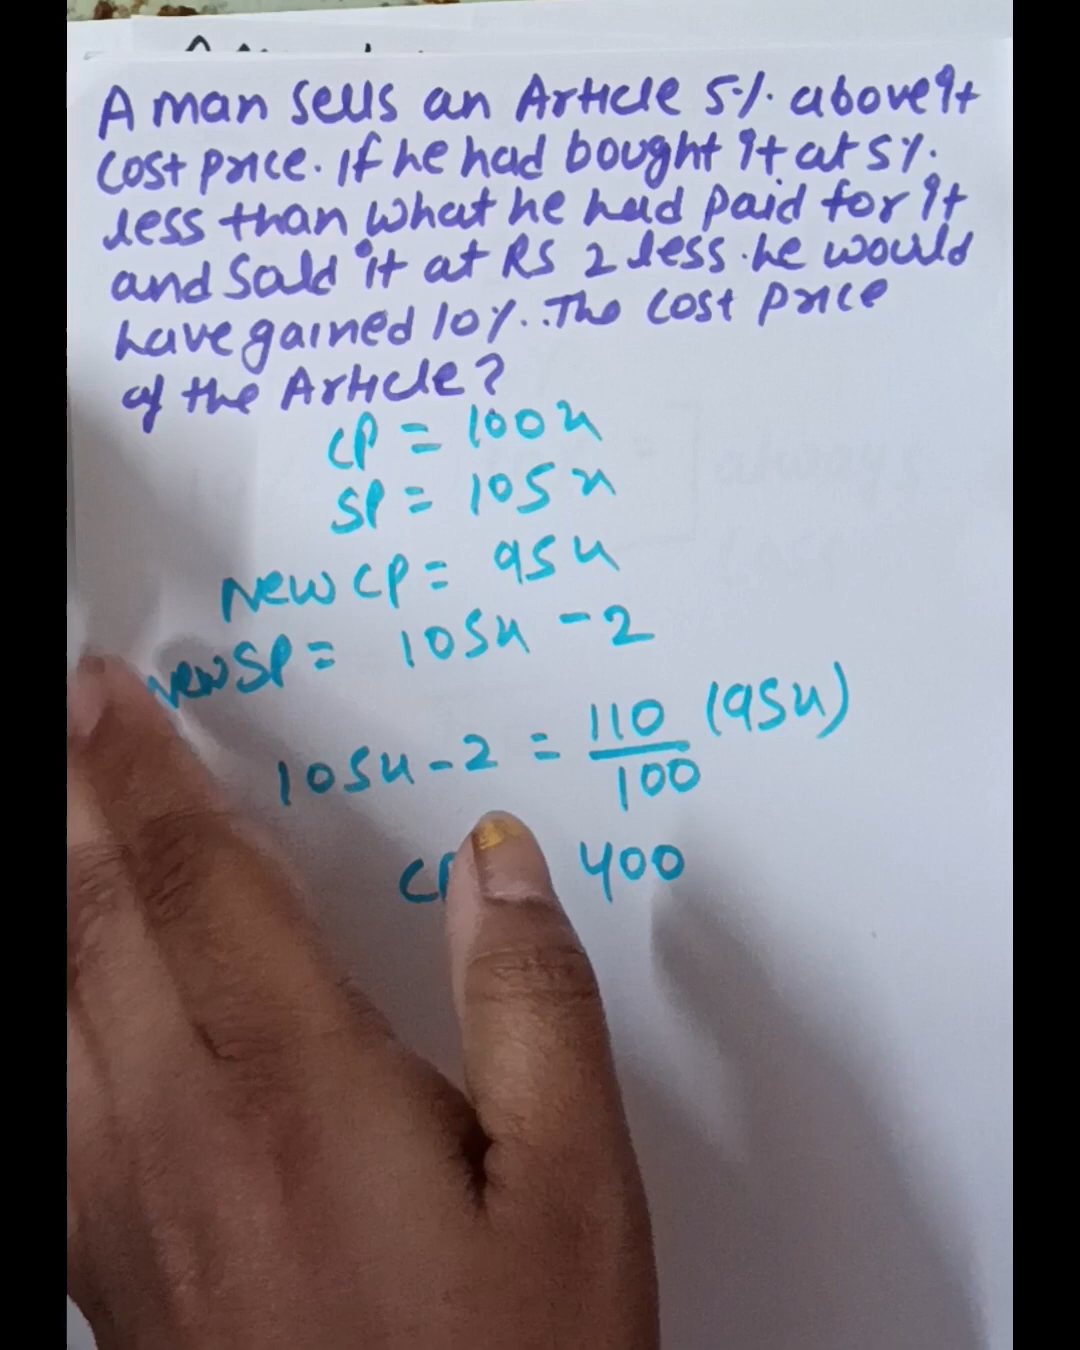 A man sells an Article 5% above it
cost price. If he had bought it at 5%
less than what he had paid for it
and Sald it at Rs 2 less. he would
have gained 10%. The cost price
of the Article?
CP = 100x
SP = 105x
New CP = 95x
New SP = 105x - 2
105x - 2 = 110/100 (95x)
400